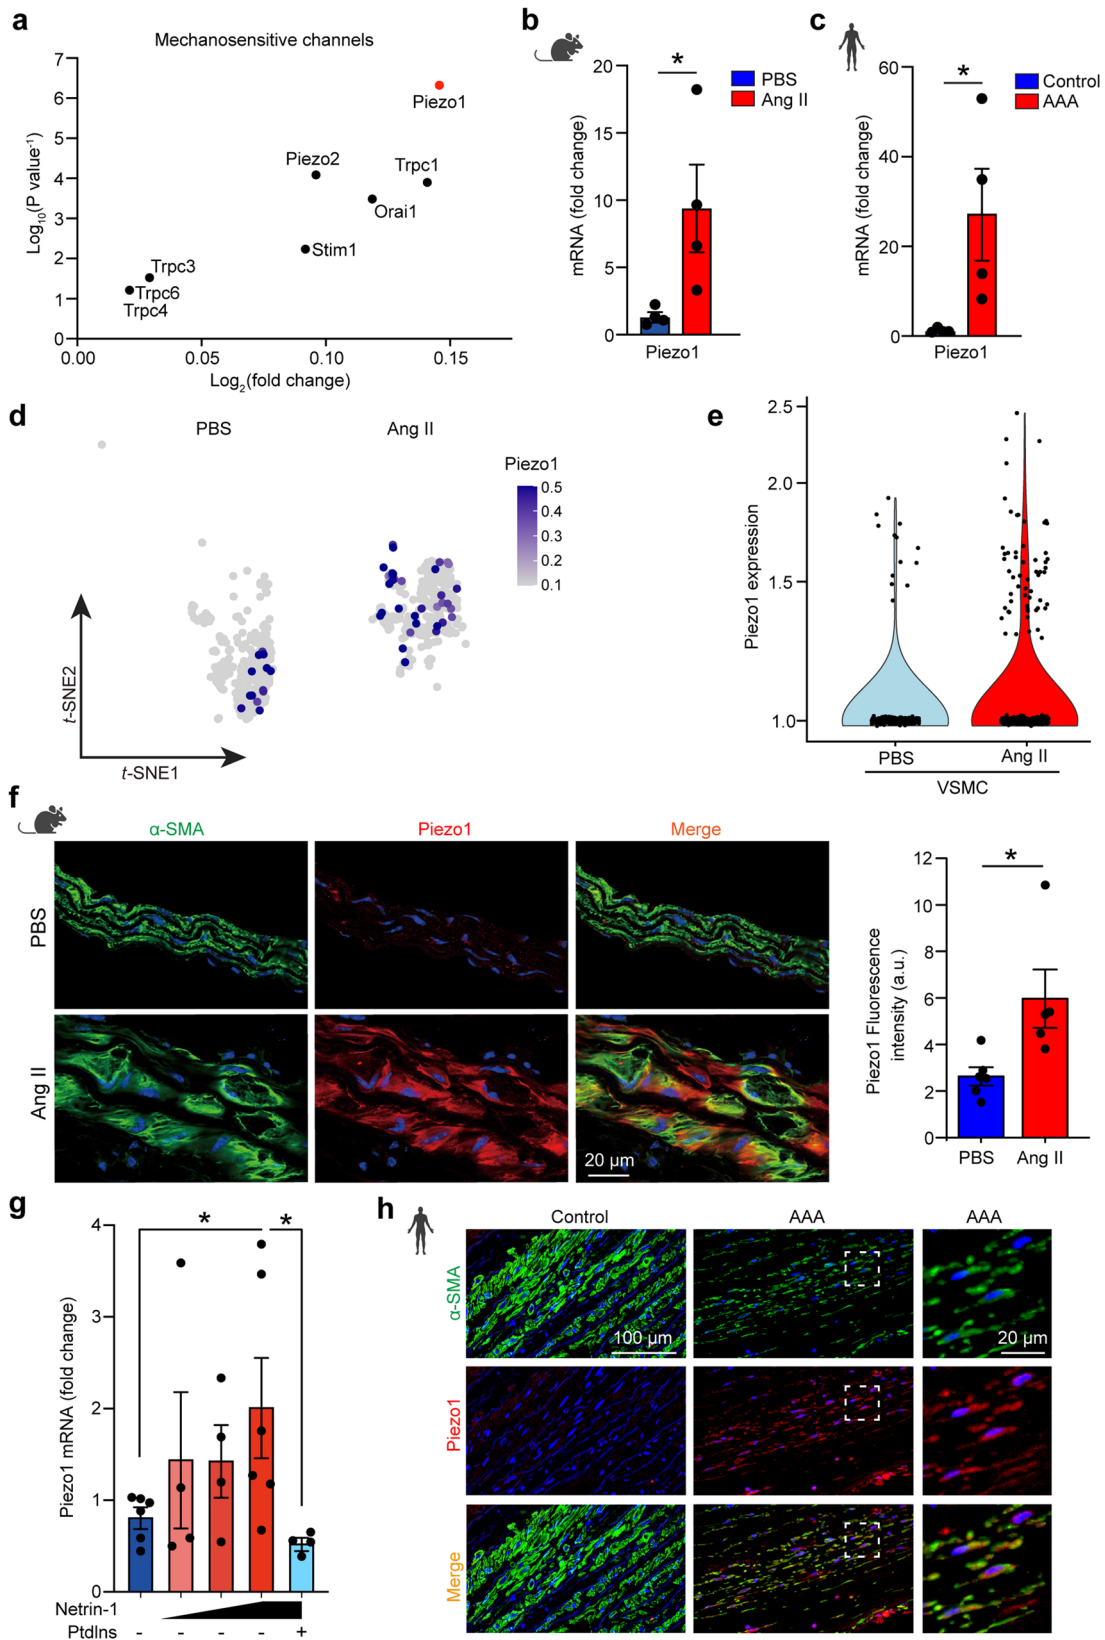 a
Mechanosensitive channels
7
6
5
4
3
2
1
0
Log10(P value-1)
Piezo1
Piezo2
Trpc1
Orai1
Stim1
Trpc3
Trpc6
Trpc4
0.00
0.05
0.10
0.15
Log2(fold change)
b
*
PBS
Ang II
20
15
10
5
0
mRNA (fold change)
Piezo1
c
*
Control
AAA
60
40
20
0
mRNA (fold change)
Piezo1
d
PBS
Ang II
Piezo1
0.5
0.4
0.3
0.2
0.1
t-SNE2
t-SNE1
e
2.5
2.0
1.5
1.0
Piezo1 expression
PBS
Ang II
VSMC
f
α-SMA
Piezo1
Merge
PBS
Ang II
20 µm
*
12
10
8
6
4
2
0
Piezo1 Fluorescence
intensity (a.u.)
PBS
Ang II
g
*
*
4
3
2
1
0
Piezo1 mRNA (fold change)
Netrin-1
PtdIns
-
-
-
-
+
h
Control
AAA
AAA
α-SMA
100 µm
20 µm
Piezo1
Merge